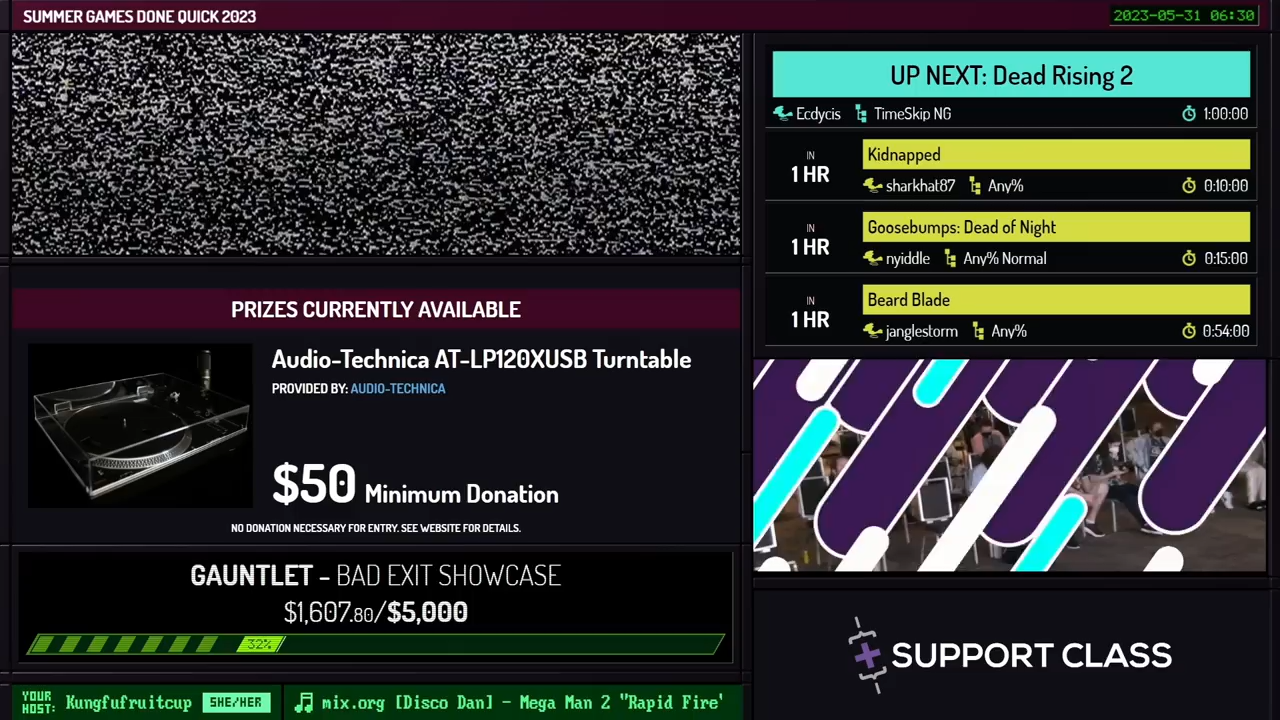 SUMMER GAMES DONE QUICK 2023
2023-05-31 06:30
UP NEXT: Dead Rising 2
Ecdycis TimeSkip NG 1:00:00
IN
1 HR
Kidnapped
sharkhat87 Any% 0:10:00
IN
1 HR
Goosebumps: Dead of Night
nyiddle Any% Normal 0:15:00
IN
1 HR
Beard Blade
janglestorm Any% 0:54:00
PRIZES CURRENTLY AVAILABLE
Audio-Technica AT-LP120XUSB Turntable
PROVIDED BY: AUDIO-TECHNICA
$50 Minimum Donation
NO DONATION NECESSARY FOR ENTRY. SEE WEBSITE FOR DETAILS.
GAUNTLET - BAD EXIT SHOWCASE
$1,607.80/$5,000
32%
SUPPORT CLASS
YOUR HOST: Kungfufruitcup SHE/HER
mix.org [Disco Dan] - Mega Man 2 "Rapid Fire'